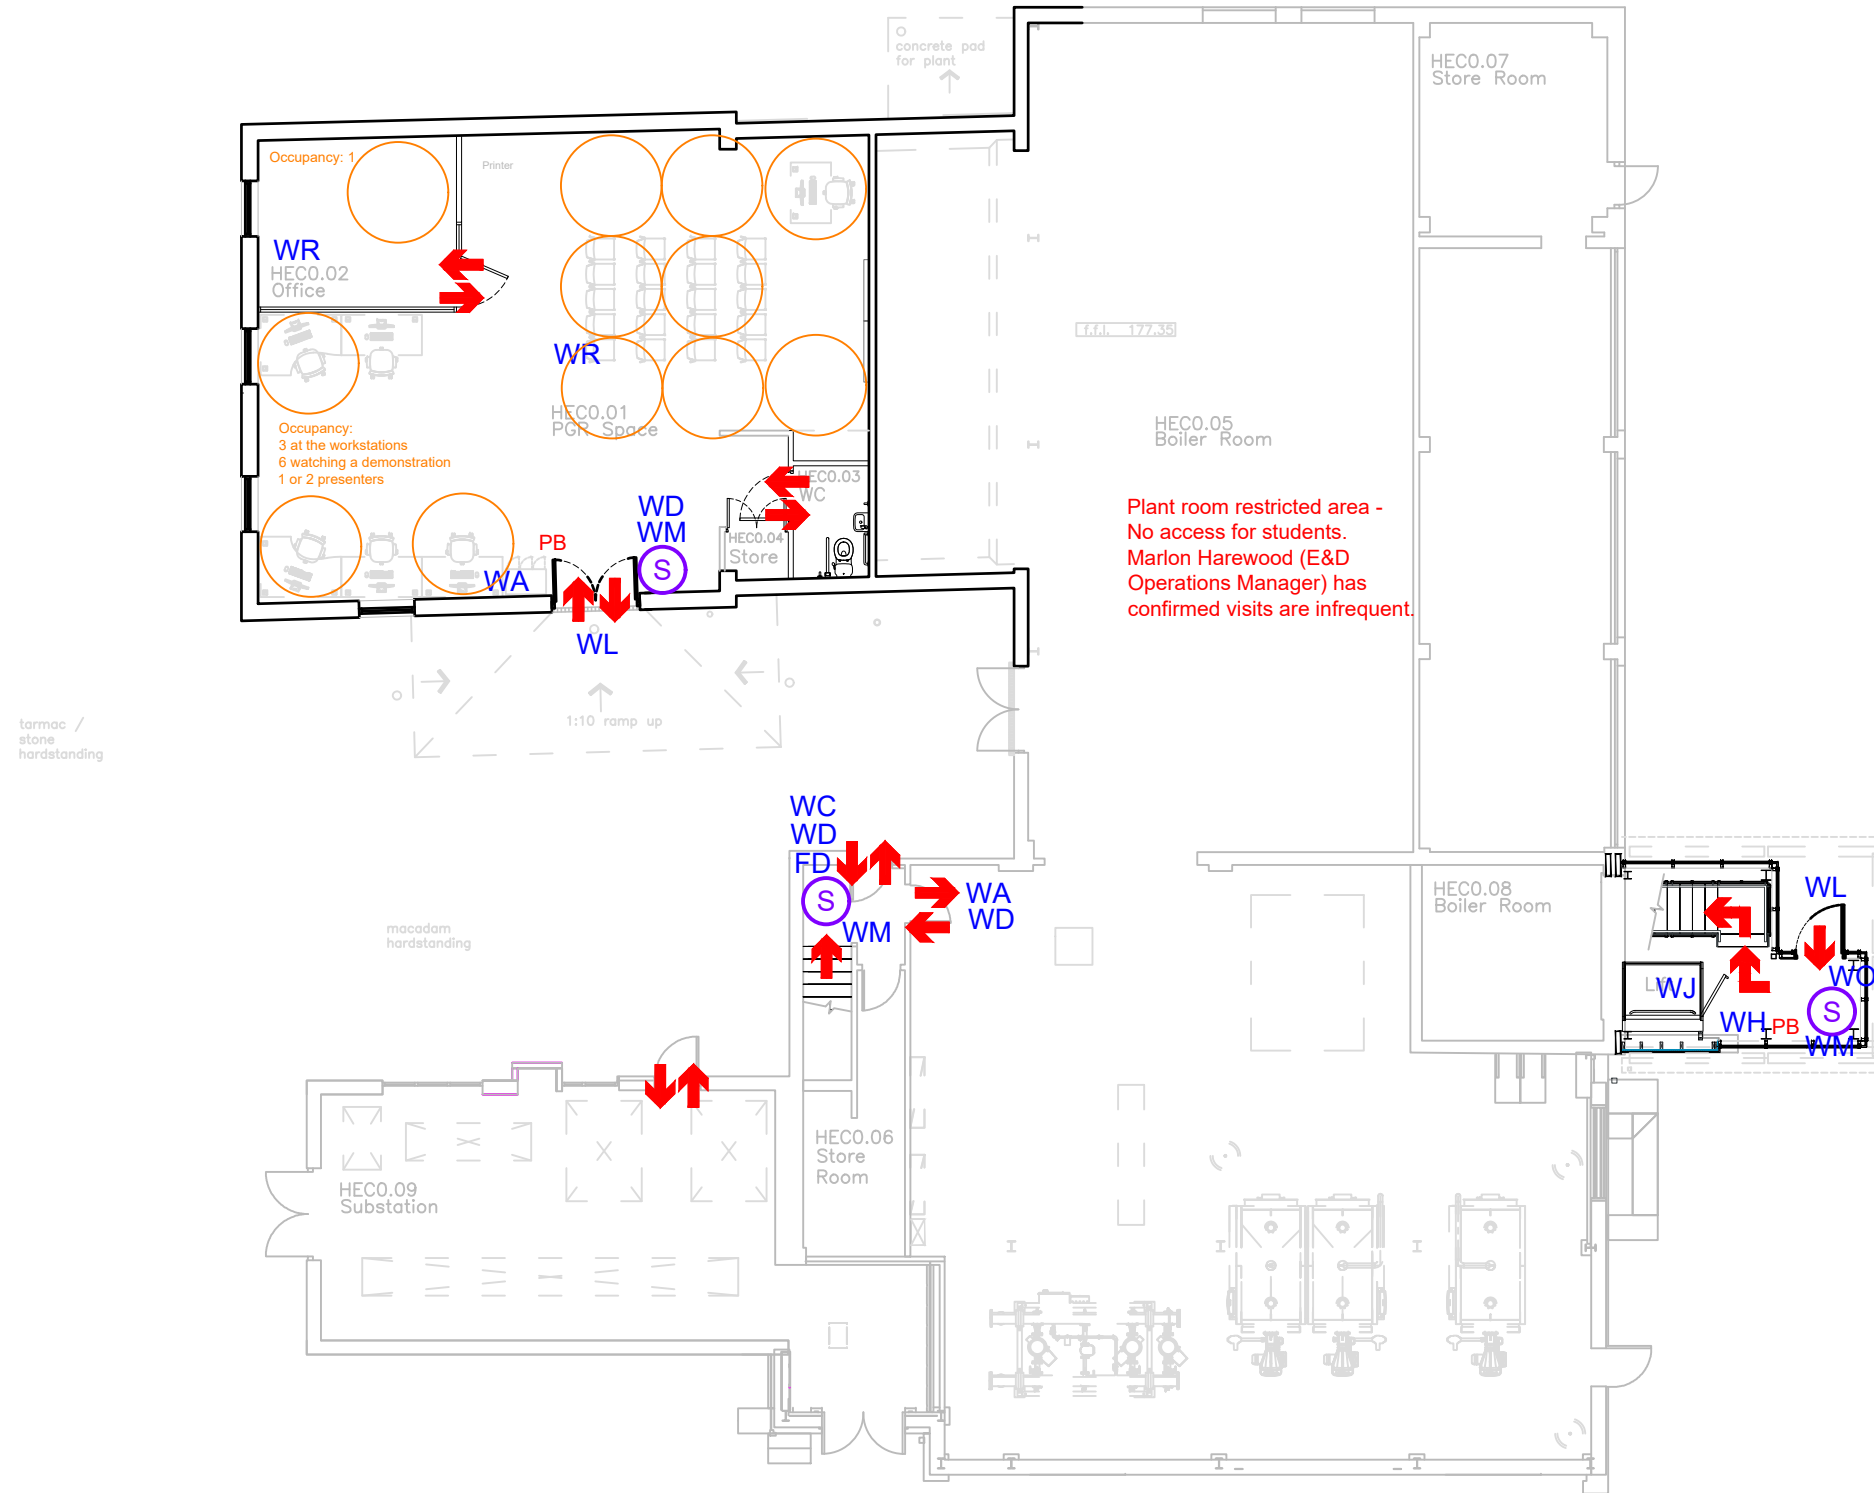 concrete pad
for plant
HEC0.07
Store Room
Occupancy: 1
Printer
WR
HEC0.02
Office
f.f.l. 177.35
WR
HEC0.01
PGR Space
HEC0.05
Boiler Room
Occupancy:
3 at the workstations
6 watching a demonstration
1 or 2 presenters
HEC0.03
WC
WD
WM
S
PB
WA
HEC0.04
Store
Plant room restricted area -
No access for students.
Marlon Harewood (E&D
Operations Manager) has
confirmed visits are infrequent.
WL
1:10 ramp up
tarmac /
stone
hardstanding
WC
WD
FD
S
WM
WA
WD
HEC0.08
Boiler Room
WL
macadam
hardstanding
WJ
WO
S
WH
PB
WM
HEC0.06
Store
Room
HEC0.09
Substation